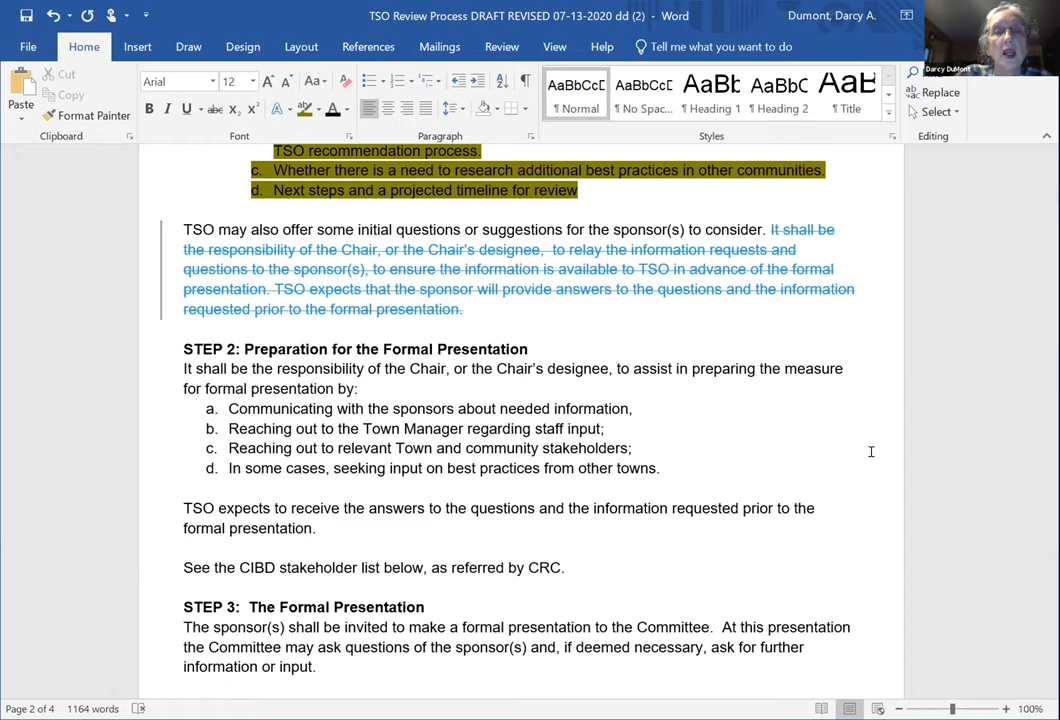 TSO Review Process DRAFT REVISED 07-13-2020 dd (2) - Word
Dumont, Darcy A.
Darcy DuMont
File Home Insert Draw Design Layout References Mailings Review View Help Tell me what you want to do
Paste
Cut
Copy
Format Painter
Clipboard
Arial 12
Font
Paragraph
AaBbCcD AaBbCcD AaBb AaBbC AaB
¶ Normal ¶ No Spac... ¶ Heading 1 ¶ Heading 2 ¶ Title
Styles
Replace
Select
Editing
TSO recommendation process.
c. Whether there is a need to research additional best practices in other communities.
d. Next steps and a projected timeline for review
TSO may also offer some initial questions or suggestions for the sponsor(s) to consider. It shall be
the responsibility of the Chair, or the Chair's designee, to relay the information requests and
questions to the sponsor(s), to ensure the information is available to TSO in advance of the formal
presentation. TSO expects that the sponsor will provide answers to the questions and the information
requested prior to the formal presentation.
STEP 2: Preparation for the Formal Presentation
It shall be the responsibility of the Chair, or the Chair's designee, to assist in preparing the measure
for formal presentation by:
a. Communicating with the sponsors about needed information,
b. Reaching out to the Town Manager regarding staff input;
c. Reaching out to relevant Town and community stakeholders;
d. In some cases, seeking input on best practices from other towns.
TSO expects to receive the answers to the questions and the information requested prior to the
formal presentation.
See the CIBD stakeholder list below, as referred by CRC.
STEP 3: The Formal Presentation
The sponsor(s) shall be invited to make a formal presentation to the Committee. At this presentation
the Committee may ask questions of the sponsor(s) and, if deemed necessary, ask for further
information or input.
Page 2 of 4 1164 words
100%